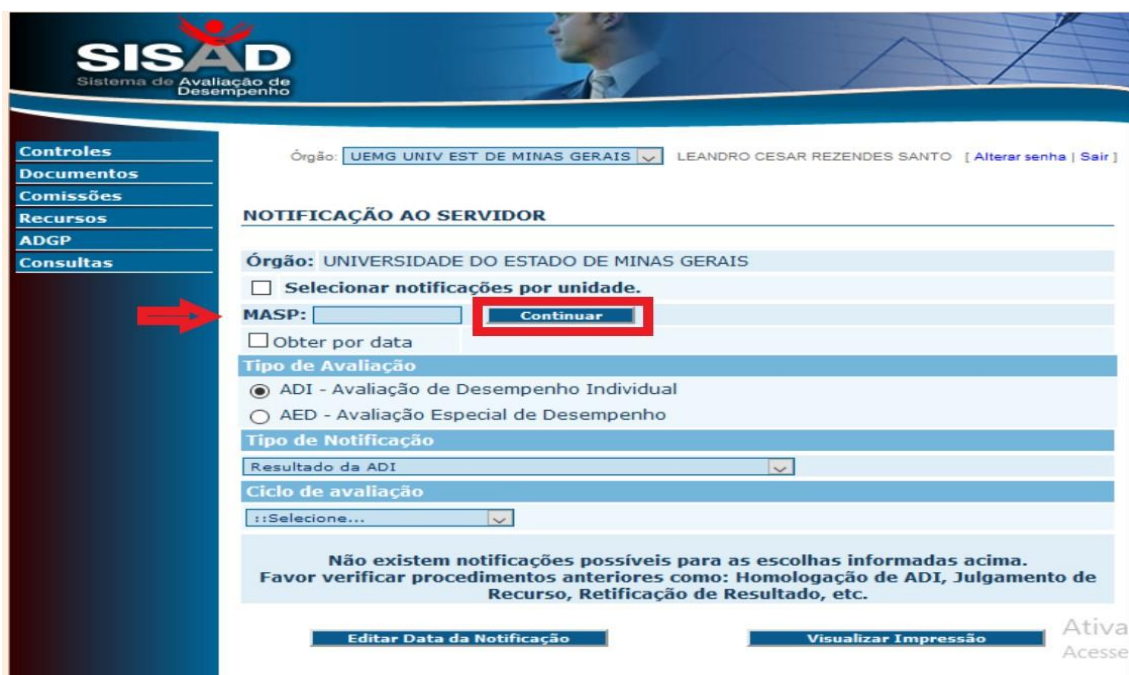 SISAD
Sistema de Avaliação de
Desempenho
Controles
Documentos
Comissões
Recursos
ADGP
Consultas
Órgão: UEMG UNIV EST DE MINAS GERAIS LEANDRO CESAR REZENDES SANTO [ Alterar senha | Sair ]
NOTIFICAÇÃO AO SERVIDOR
Órgão: UNIVERSIDADE DO ESTADO DE MINAS GERAIS
Selecionar notificações por unidade.
MASP: Continuar
Obter por data
Tipo de Avaliação
ADI - Avaliação de Desempenho Individual
AED - Avaliação Especial de Desempenho
Tipo de Notificação
Resultado da ADI
Ciclo de avaliação
::Selecione...
Não existem notificações possíveis para as escolhas informadas acima.
Favor verificar procedimentos anteriores como: Homologação de ADI, Julgamento de
Recurso, Retificação de Resultado, etc.
Editar Data da Notificação Visualizar Impressão
Ativa
Acesse